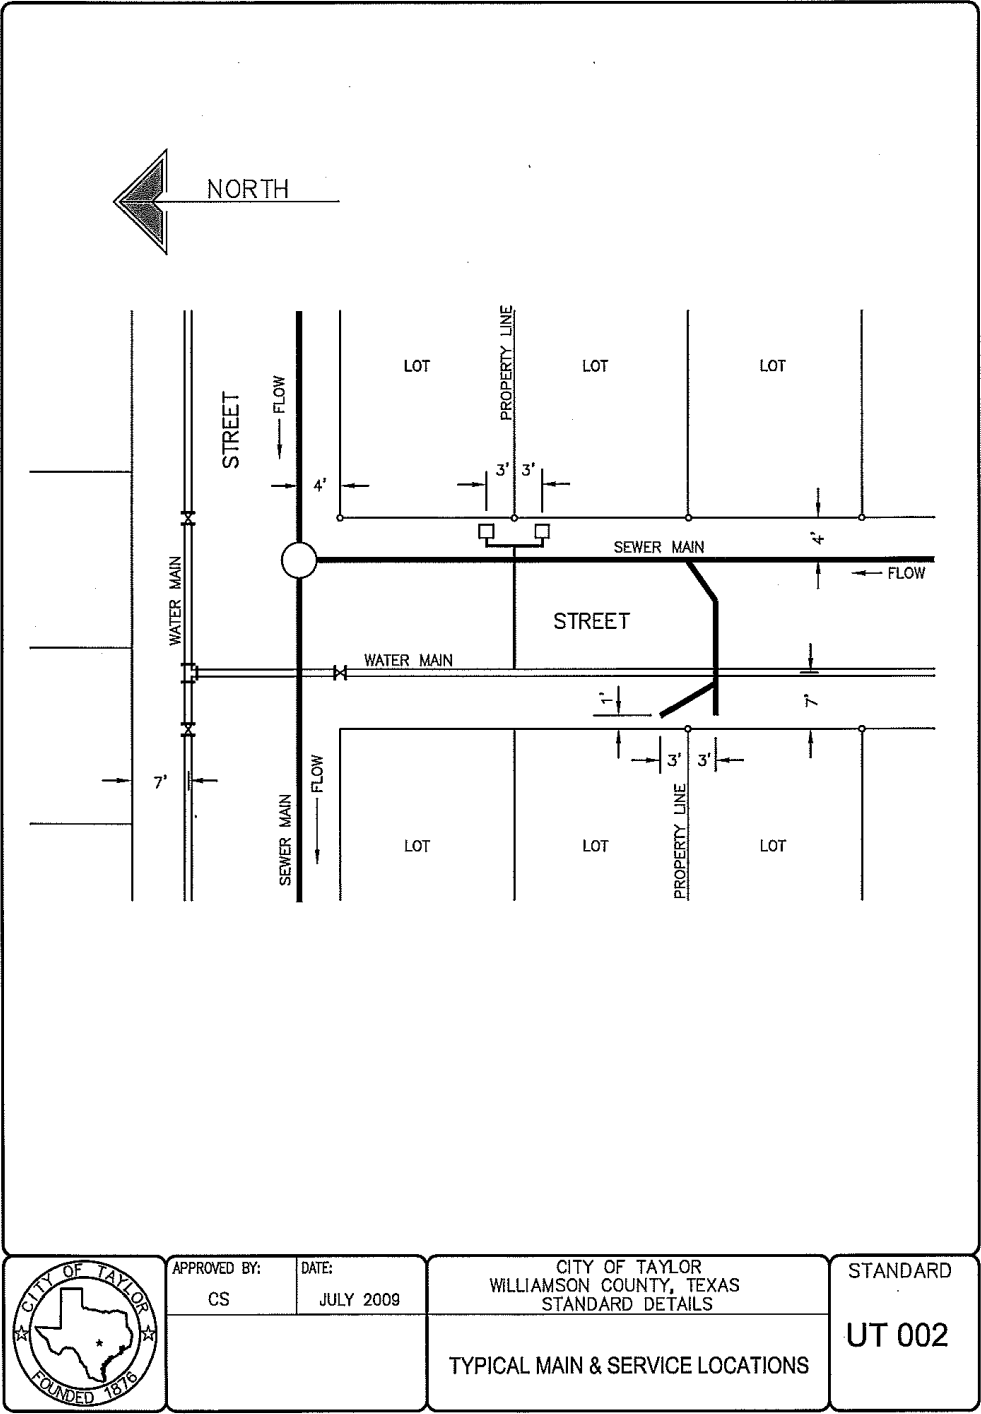 NORTH
PROPERTY LINE
LOT
LOT
LOT
STREET
FLOW
4'
3'
3'
4'
SEWER MAIN
FLOW
WATER MAIN
STREET
WATER MAIN
1'
7'
7'
FLOW
3'
3'
SEWER MAIN
PROPERTY LINE
LOT
LOT
LOT
CITY OF TAYLOR
FOUNDED 1876
APPROVED BY:
CS
DATE:
JULY 2009
CITY OF TAYLOR
WILLIAMSON COUNTY, TEXAS
STANDARD DETAILS
TYPICAL MAIN & SERVICE LOCATIONS
STANDARD
UT 002